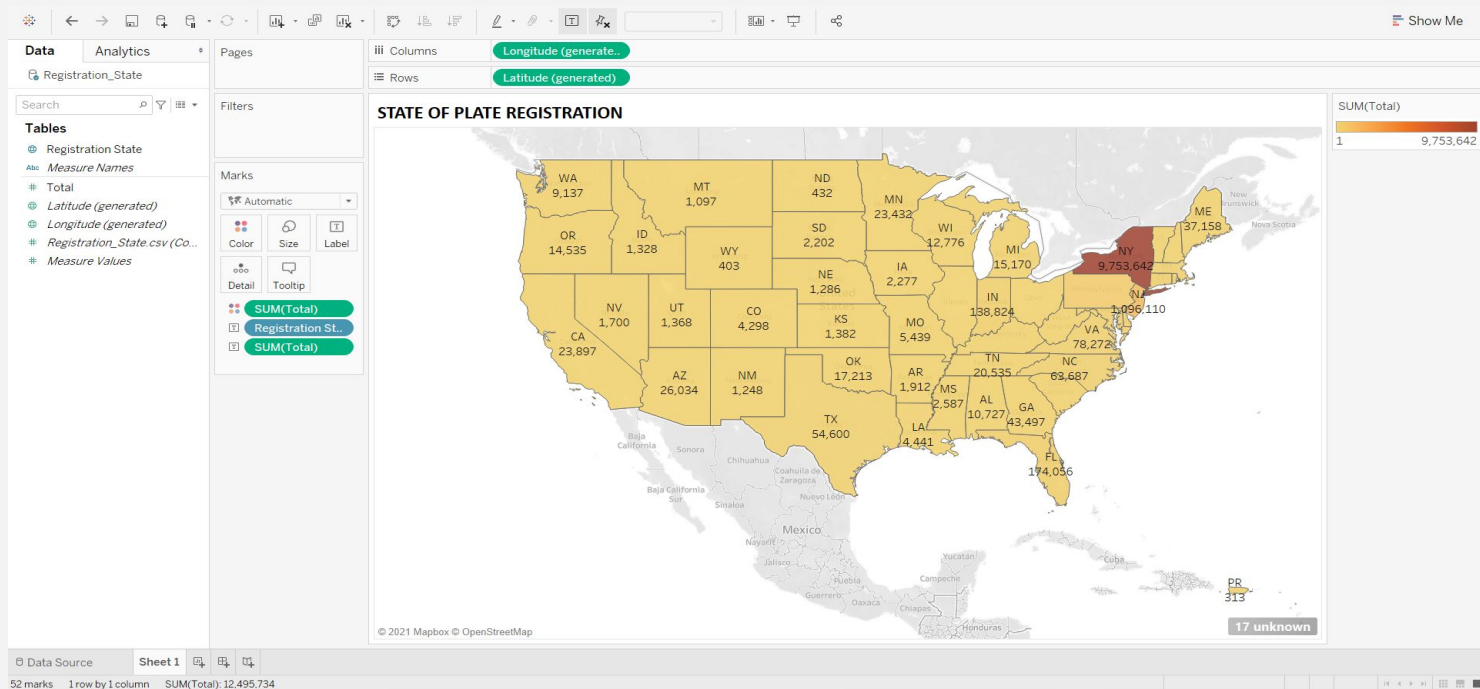 Show Me
Data
Analytics
Registration_State
Search
Tables
Registration State
Abc Measure Names
# Total
Latitude (generated)
Longitude (generated)
# Registration_State.csv (Co...
# Measure Values
Pages
Filters
Marks
Automatic
Color
Size
Label
Detail
Tooltip
SUM(Total)
Registration St..
SUM(Total)
Columns
Longitude (generate..
Rows
Latitude (generated)
STATE OF PLATE REGISTRATION
WA
9,137
MT
1,097
ND
432
MN
23,432
OR
14,535
ID
1,328
WY
403
SD
2,202
WI
12,776
MI
15,170
NY
9,753,642
ME
37,158
New
Brunswick
Nova Scotia
NE
1,286
IA
2,277
United
States
NV
1,700
UT
1,368
CO
4,298
KS
1,382
MO
5,439
IN
138,824
NJ
1,096,110
VA
78,272
CA
23,897
AZ
26,034
NM
1,248
OK
17,213
AR
1,912
TN
20,535
NC
63,687
MS
2,587
AL
10,727
GA
43,497
TX
54,600
LA
4,441
FL
174,056
PR
313
Baja
California
Sonora
Chihuahua
Coahuila de
Zaragoza
Baja California
Sur
Sinaloa
Nuevo León
Mexico
Nayarit
Jalisco
Yucatán
Campeche
Puebla
Guerrero
Oaxaca
Chiapas
Cuba
Honduras
© 2021 Mapbox © OpenStreetMap
17 unknown
SUM(Total)
1
9,753,642
Data Source
Sheet 1
52 marks
1 row by 1 column
SUM(Total): 12,495,734